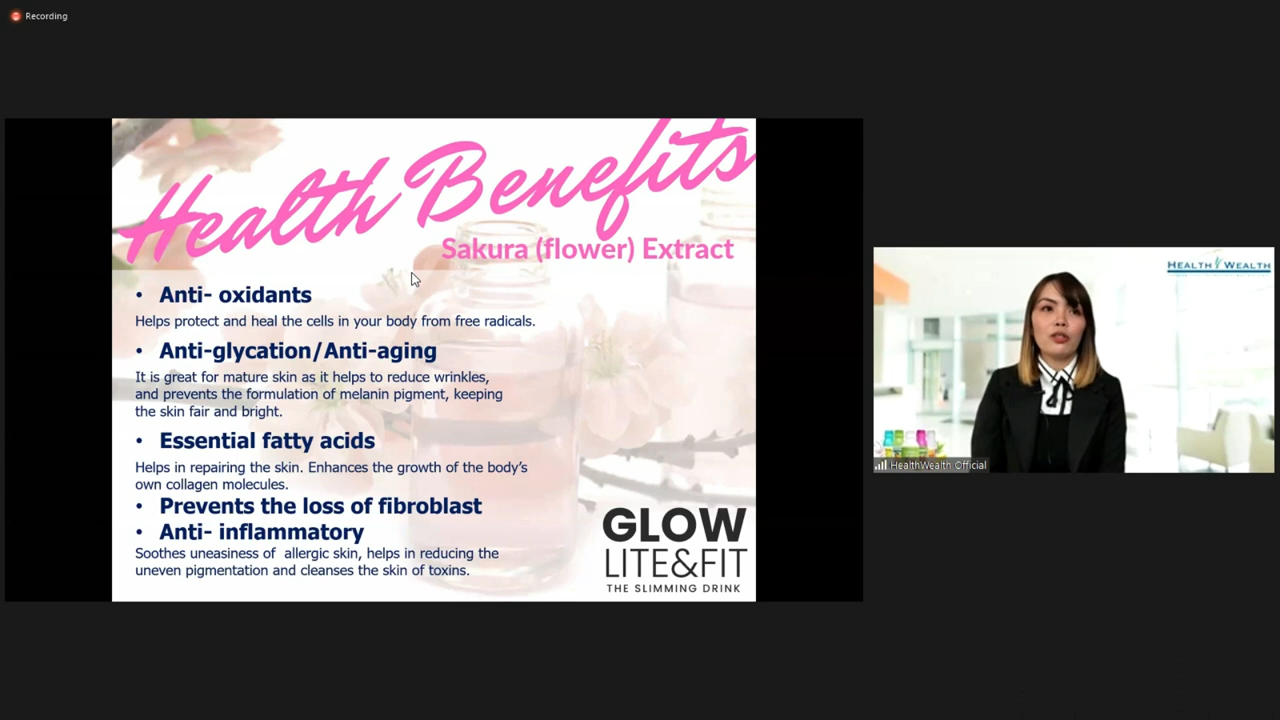 Recording
Health Benefits
Sakura (flower) Extract
• Anti- oxidants
Helps protect and heal the cells in your body from free radicals.
• Anti-glycation/Anti-aging
It is great for mature skin as it helps to reduce wrinkles,
and prevents the formulation of melanin pigment, keeping
the skin fair and bright.
• Essential fatty acids
Helps in repairing the skin. Enhances the growth of the body's
own collagen molecules.
• Prevents the loss of fibroblast
• Anti- inflammatory
Soothes uneasiness of  allergic skin, helps in reducing the
uneven pigmentation and cleanses the skin of toxins.
GLOW
LITE&FIT
THE SLIMMING DRINK
HEALTH WEALTH
HealthWealth Official